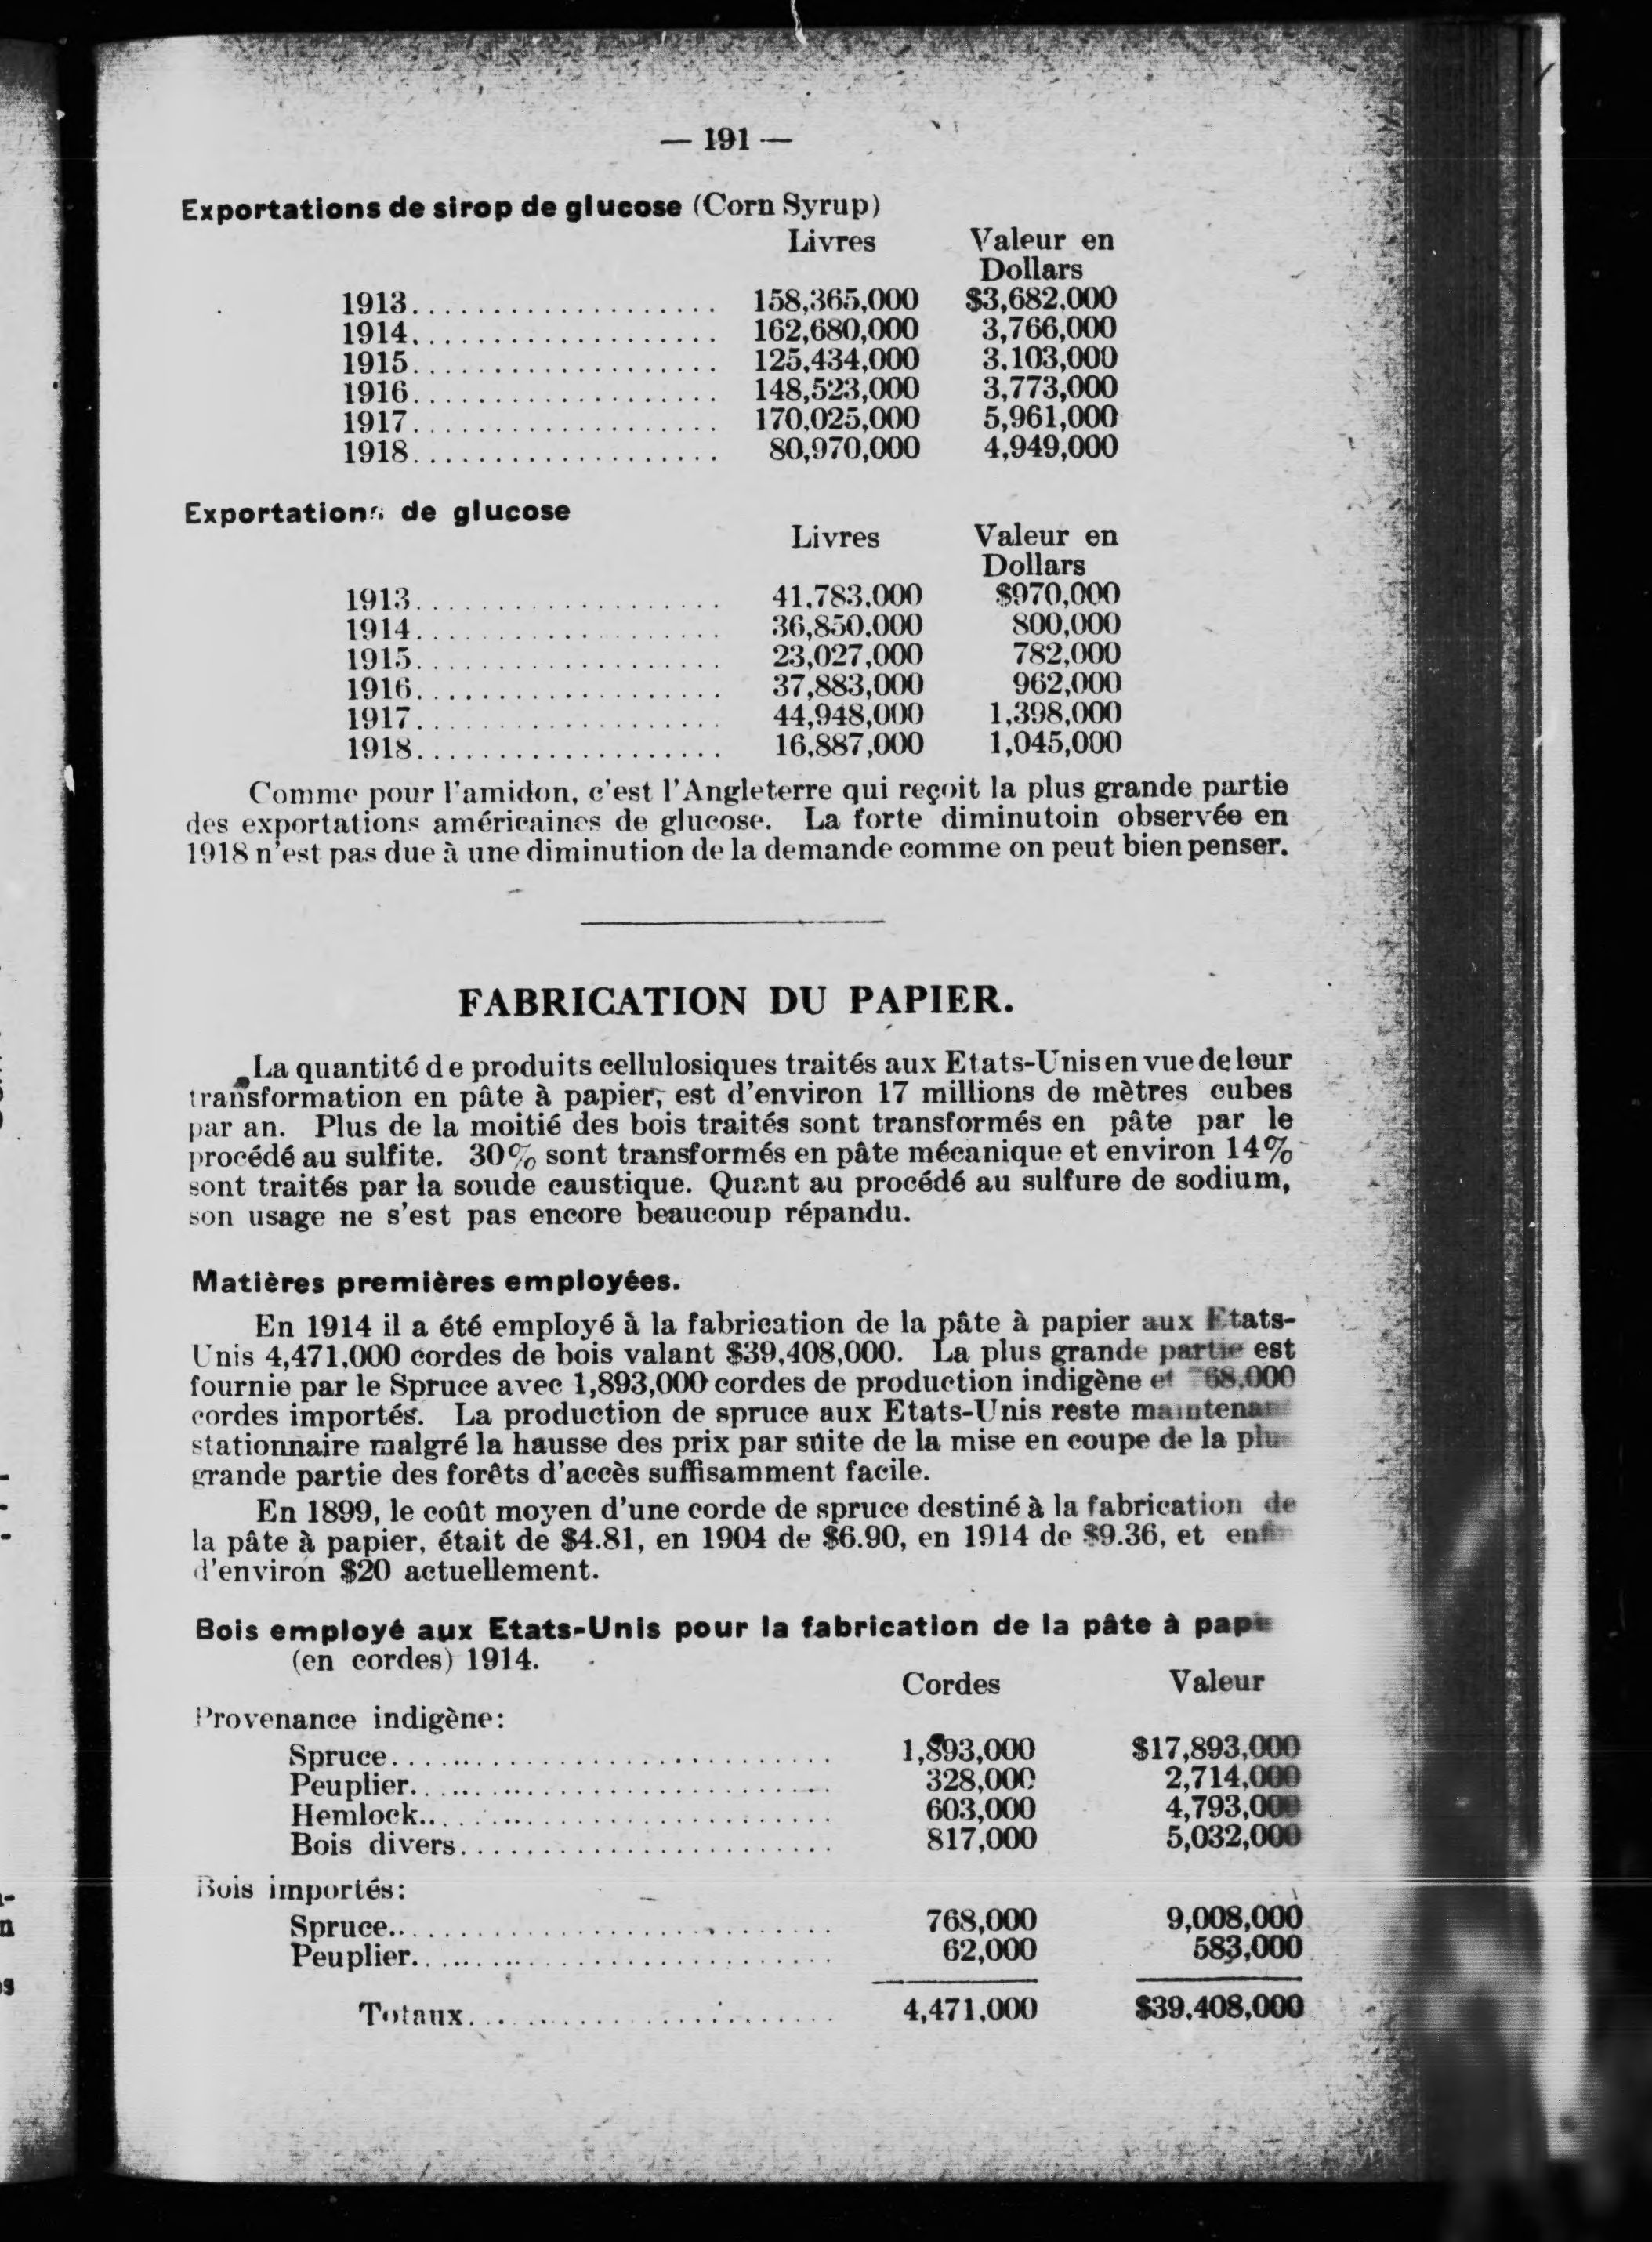 — 191 —
Exportations de sirop de glucose (Corn Syrup)
Livres Valeur en
Dollars
1913................... 158,365,000 $3,682,000
1914................... 162,680,000 3,766,000
1915................... 125,434,000 3,103,000
1916................... 148,523,000 3,773,000
1917................... 170,025,000 5,961,000
1918................... 80,970,000 4,949,000
Exportations de glucose
Livres Valeur en
Dollars
1913................... 41,783,000 $970,000
1914................... 36,850,000 800,000
1915................... 23,027,000 782,000
1916................... 37,883,000 962,000
1917................... 44,948,000 1,398,000
1918................... 16,887,000 1,045,000
Comme pour l'amidon, c'est l'Angleterre qui reçoit la plus grande partie
des exportations américaines de glucose. La forte diminutoin observée en
1918 n'est pas due à une diminution de la demande comme on peut bien penser.
FABRICATION DU PAPIER.
La quantité de produits cellulosiques traités aux Etats-Unis en vue de leur
transformation en pâte à papier, est d'environ 17 millions de mètres cubes
par an. Plus de la moitié des bois traités sont transformés en pâte par le
procédé au sulfite. 30% sont transformés en pâte mécanique et environ 14%
sont traités par la soude caustique. Quant au procédé au sulfure de sodium,
son usage ne s'est pas encore beaucoup répandu.
Matières premières employées.
En 1914 il a été employé à la fabrication de la pâte à papier aux Etats-
Unis 4,471,000 cordes de bois valant $39,408,000. La plus grande partie est
fournie par le Spruce avec 1,893,000 cordes de production indigène et 768,000
cordes importés. La production de spruce aux Etats-Unis reste maintenant
stationnaire malgré la hausse des prix par suite de la mise en coupe de la plus
grande partie des forêts d'accès suffisamment facile.
En 1899, le coût moyen d'une corde de spruce destiné à la fabrication de
la pâte à papier, était de $4.81, en 1904 de $6.90, en 1914 de $9.36, et enfin
d'environ $20 actuellement.
Bois employé aux Etats-Unis pour la fabrication de la pâte à papie
(en cordes) 1914.
Cordes Valeur
Provenance indigène:
Spruce........................... 1,893,000 $17,893,000
Peuplier.......................... 328,000 2,714,000
Hemlock......................... 603,000 4,793,000
Bois divers....................... 817,000 5,032,000
Bois importés:
Spruce........................... 768,000 9,008,000
Peuplier.......................... 62,000 583,000
Totaux....................... 4,471,000 $39,408,000